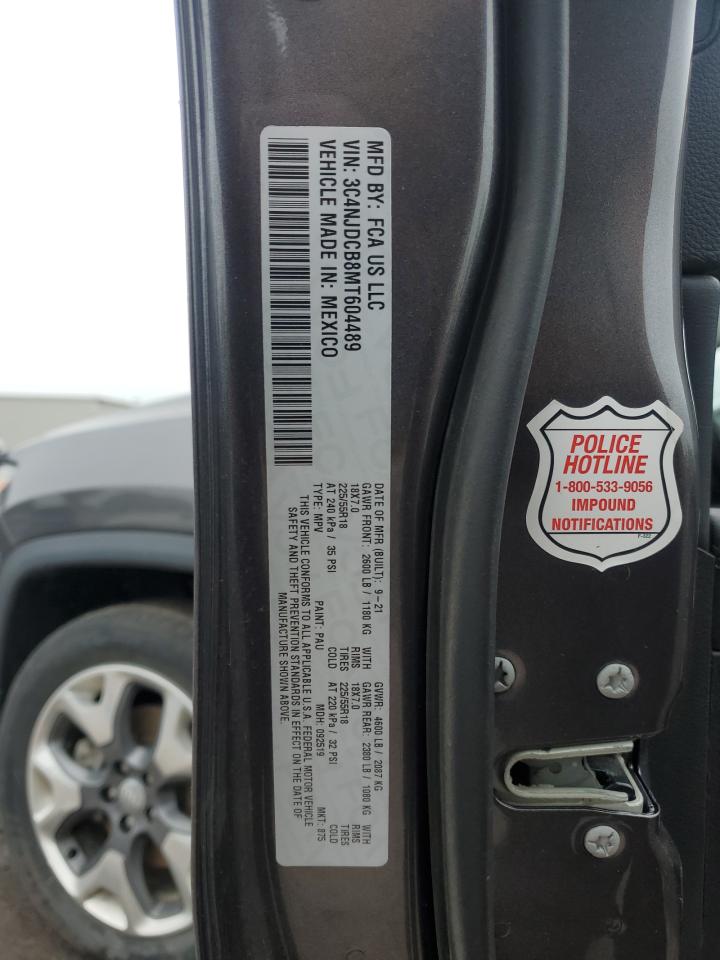 MFD BY: FCA US LLC
VIN: 3C4NJDCB8MT604489
VEHICLE MADE IN: MEXICO
DATE OF MFR (BUILT): 9-21 GVWR: 4600 LB / 2087 KG
GAWR FRONT: 2600 LB / 1180 KG WITH GAWR REAR: 2380 LB / 1080 KG WITH
18X7.0 RIMS 18X7.0 RIMS
225/55R18 TIRES 225/55R18 TIRES
AT 240 kPa / 35 PSI COLD AT 220 kPa / 32 PSI COLD
TYPE: MPV PAINT: PAU MDH: 092519 MKT: 875
THIS VEHICLE CONFORMS TO ALL APPLICABLE U.S.A. FEDERAL MOTOR VEHICLE
SAFETY AND THEFT PREVENTION STANDARDS IN EFFECT ON THE DATE OF
MANUFACTURE SHOWN ABOVE.
POLICE
HOTLINE
1-800-533-9056
IMPOUND
NOTIFICATIONS